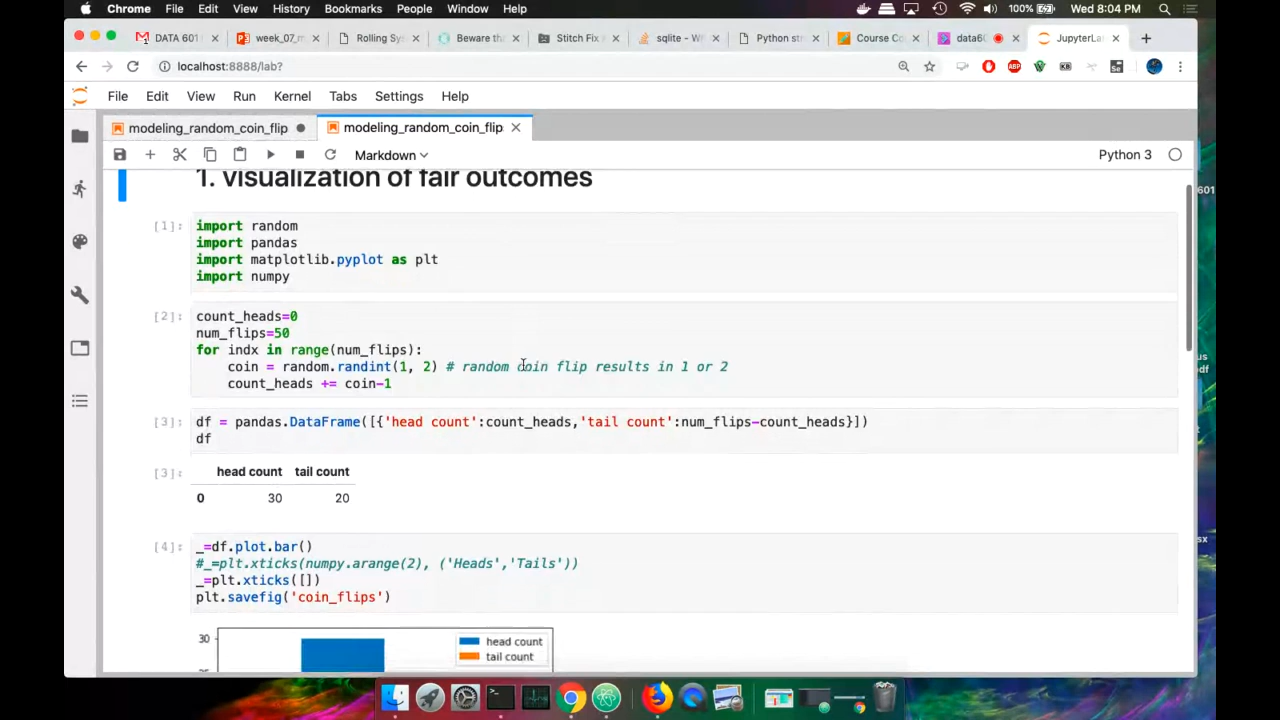 Chrome File Edit View History Bookmarks People Window Help 100% Wed 8:04 PM
DATA 601 week_07_m Rolling Sys Beware tha Stitch Fix sqlite - W Python st Course Co data60 JupyterLa
localhost:8888/lab?
File Edit View Run Kernel Tabs Settings Help
modeling_random_coin_flip modeling_random_coin_flip
Markdown Python 3
1. visualization of fair outcomes
[1]: import random
import pandas
import matplotlib.pyplot as plt
import numpy
[2]: count_heads=0
num_flips=50
for indx in range(num_flips):
coin = random.randint(1, 2) # random coin flip results in 1 or 2
count_heads += coin-1
[3]: df = pandas.DataFrame([{'head count':count_heads,'tail count':num_flips-count_heads}])
df
[3]: head count tail count
0 30 20
[4]: _=df.plot.bar()
#_=plt.xticks(numpy.arange(2), ('Heads','Tails'))
_=plt.xticks([])
plt.savefig('coin_flips')
30 head count
tail count